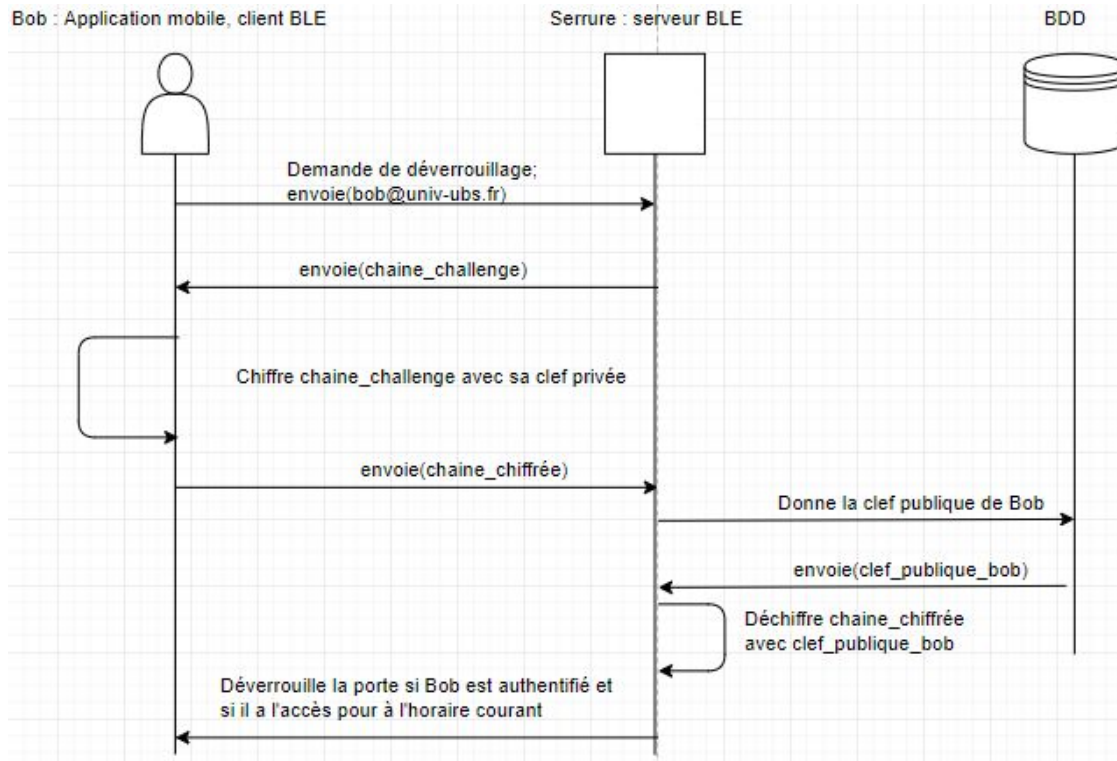 Bob : Application mobile, client BLE
Serrure : serveur BLE
BDD
Demande de déverrouillage;
envoie(bob@univ-ubs.fr)
envoie(chaine_challenge)
Chiffre chaine_challenge avec sa clef privée
envoie(chaine_chiffrée)
Donne la clef publique de Bob
envoie(clef_publique_bob)
Déchiffre chaine_chiffrée
avec clef_publique_bob
Déverrouille la porte si Bob est authentifié et
si il a l'accès pour à l'horaire courant